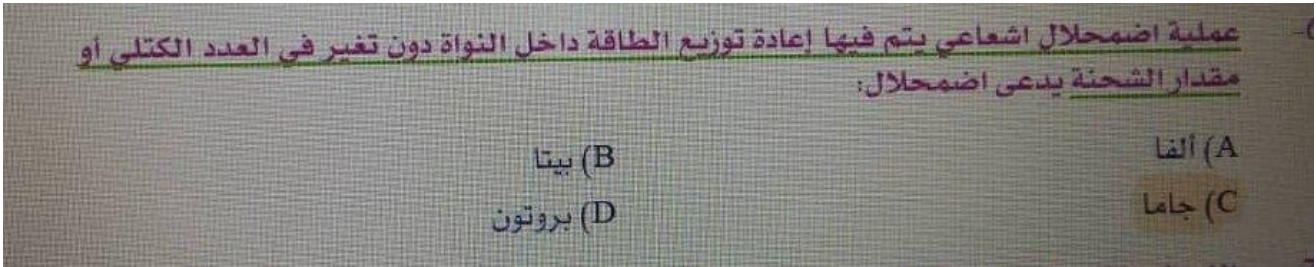 عملية اضمحلال اشعاعي يتم فيها إعادة توزيع الطاقة داخل النواة دون تغير في العدد الكتلي أو
مقدار الشحنة يدعى اضمحلال:
A) ألفا
B) بيتا
C) جاما
D) بروتون